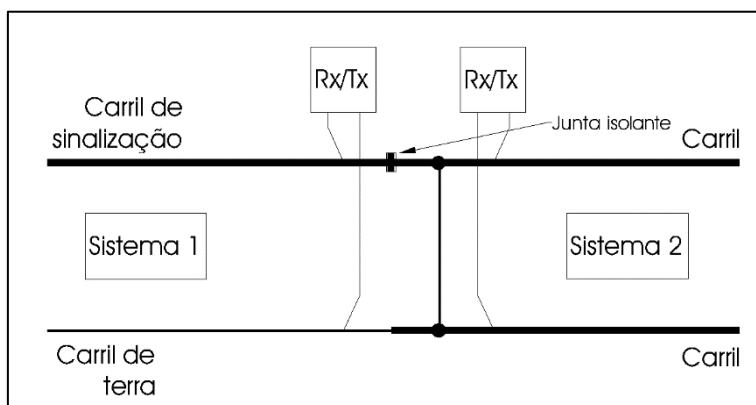 Rx/Tx
Rx/Tx
Carril de
sinalização
Junta isolante
Carril
Sistema 1
Sistema 2
Carril de
terra
Carril